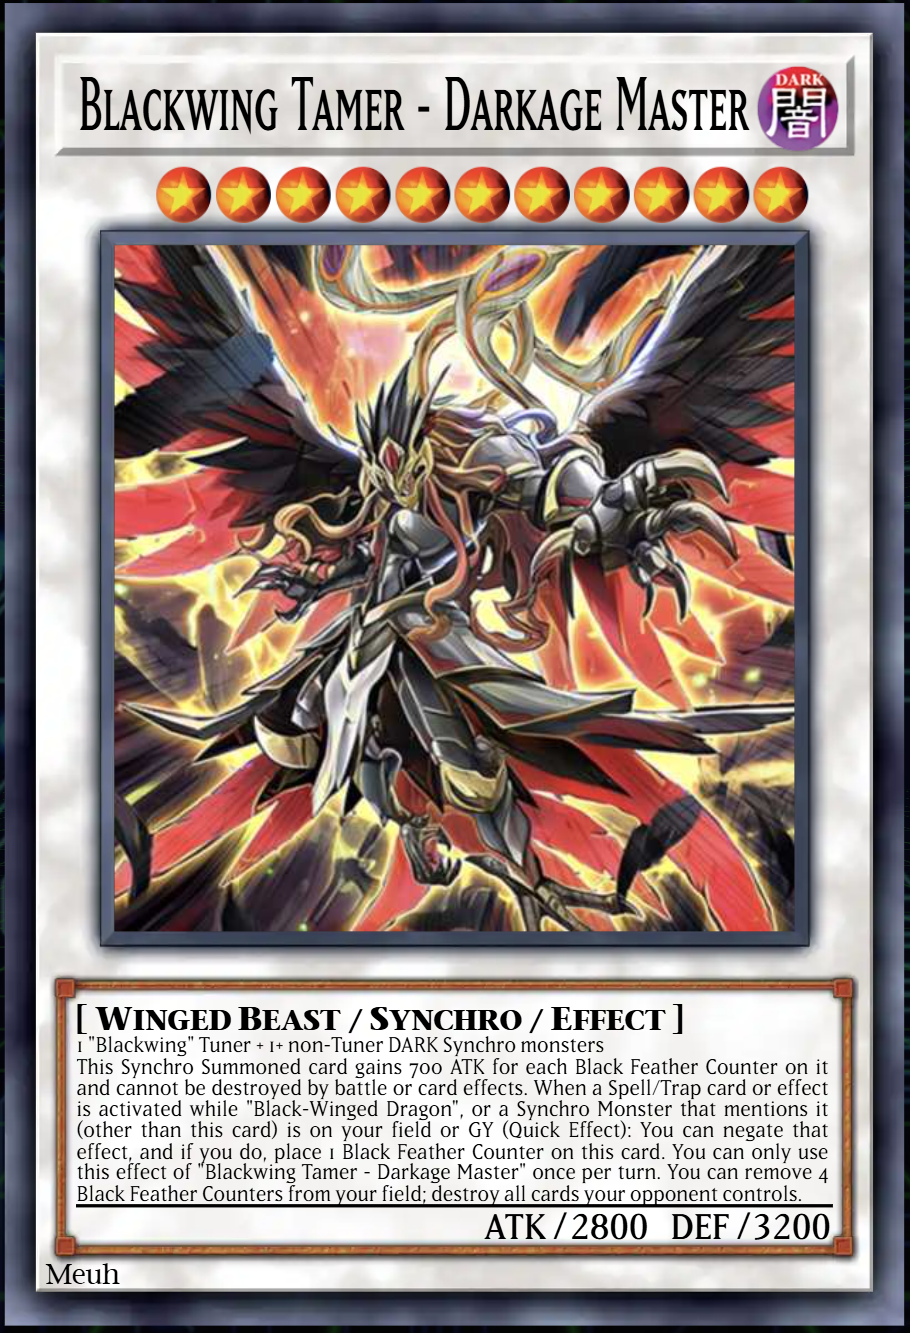 Blackwing Tamer - Darkage Master
DARK
闇
[ Winged Beast / Synchro / Effect ]
1 "Blackwing" Tuner + 1+ non-Tuner DARK Synchro monsters
This Synchro Summoned card gains 700 ATK for each Black Feather Counter on it
and cannot be destroyed by battle or card effects. When a Spell/Trap card or effect
is activated while "Black-Winged Dragon", or a Synchro Monster that mentions it
(other than this card) is on your field or GY (Quick Effect): You can negate that
effect, and if you do, place 1 Black Feather Counter on this card. You can only use
this effect of "Blackwing Tamer - Darkage Master" once per turn. You can remove 4
Black Feather Counters from your field; destroy all cards your opponent controls.
ATK/2800 DEF/3200
Meuh